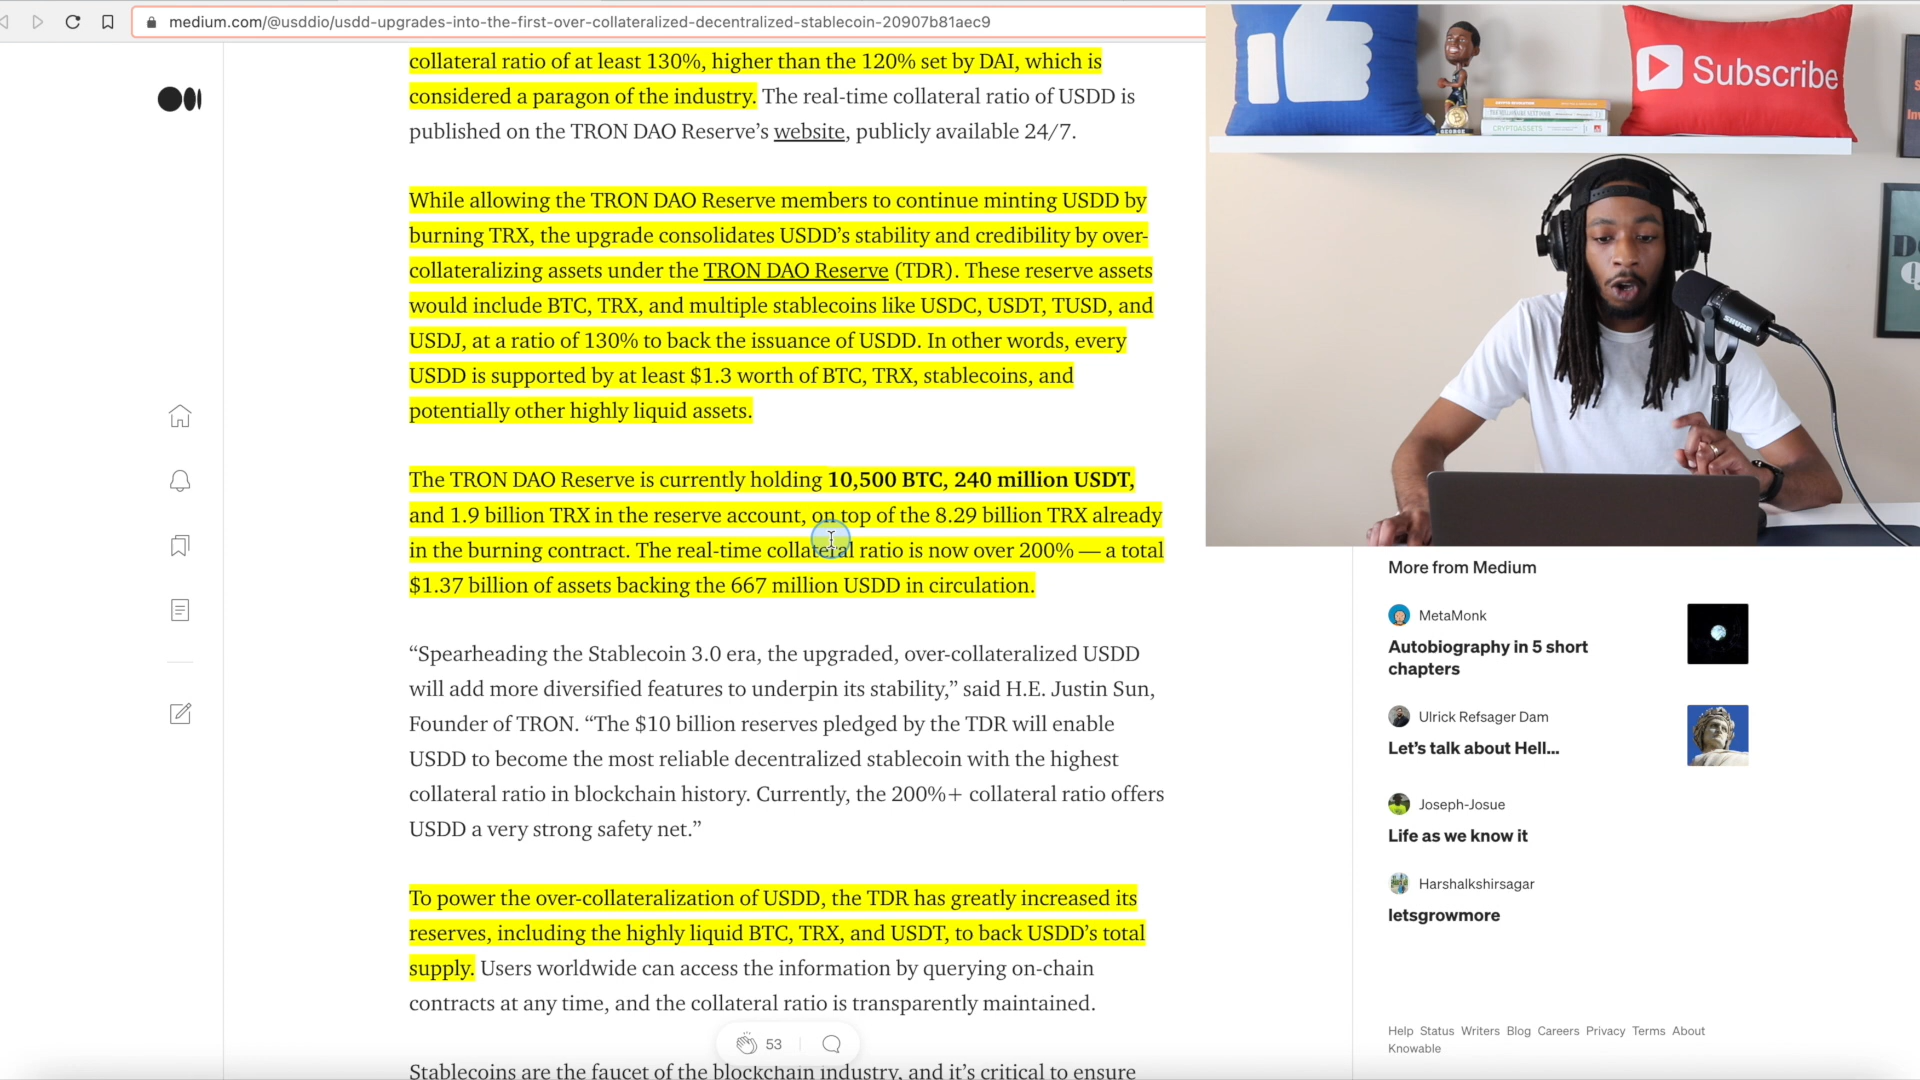 medium.com/@usddio/usdd-upgrades-into-the-first-over-collateralized-decentralized-stablecoin-20907b81aec9
collateral ratio of at least 130%, higher than the 120% set by DAI, which is
considered a paragon of the industry. The real-time collateral ratio of USDD is
published on the TRON DAO Reserve’s website, publicly available 24/7.
While allowing the TRON DAO Reserve members to continue minting USDD by
burning TRX, the upgrade consolidates USDD’s stability and credibility by over-
collateralizing assets under the TRON DAO Reserve (TDR). These reserve assets
would include BTC, TRX, and multiple stablecoins like USDC, USDT, TUSD, and
USDJ, at a ratio of 130% to back the issuance of USDD. In other words, every
USDD is supported by at least $1.3 worth of BTC, TRX, stablecoins, and
potentially other highly liquid assets.
The TRON DAO Reserve is currently holding 10,500 BTC, 240 million USDT,
and 1.9 billion TRX in the reserve account, on top of the 8.29 billion TRX already
in the burning contract. The real-time collateral ratio is now over 200% — a total
$1.37 billion of assets backing the 667 million USDD in circulation.
“Spearheading the Stablecoin 3.0 era, the upgraded, over-collateralized USDD
will add more diversified features to underpin its stability,” said H.E. Justin Sun,
Founder of TRON. “The $10 billion reserves pledged by the TDR will enable
USDD to become the most reliable decentralized stablecoin with the highest
collateral ratio in blockchain history. Currently, the 200%+ collateral ratio offers
USDD a very strong safety net.”
To power the over-collateralization of USDD, the TDR has greatly increased its
reserves, including the highly liquid BTC, TRX, and USDT, to back USDD’s total
supply. Users worldwide can access the information by querying on-chain
contracts at any time, and the collateral ratio is transparently maintained.
53
Stablecoins are the faucet of the blockchain industry, and it’s critical to ensure
Subscribe
CRYPTOASSETS
GEORGE
SHURE
More from Medium
MetaMonk
Autobiography in 5 short
chapters
Ulrick Refsager Dam
Let’s talk about Hell...
Joseph-Josue
Life as we know it
Harshalkshirsagar
letsgrowmore
Help Status Writers Blog Careers Privacy Terms About
Knowable